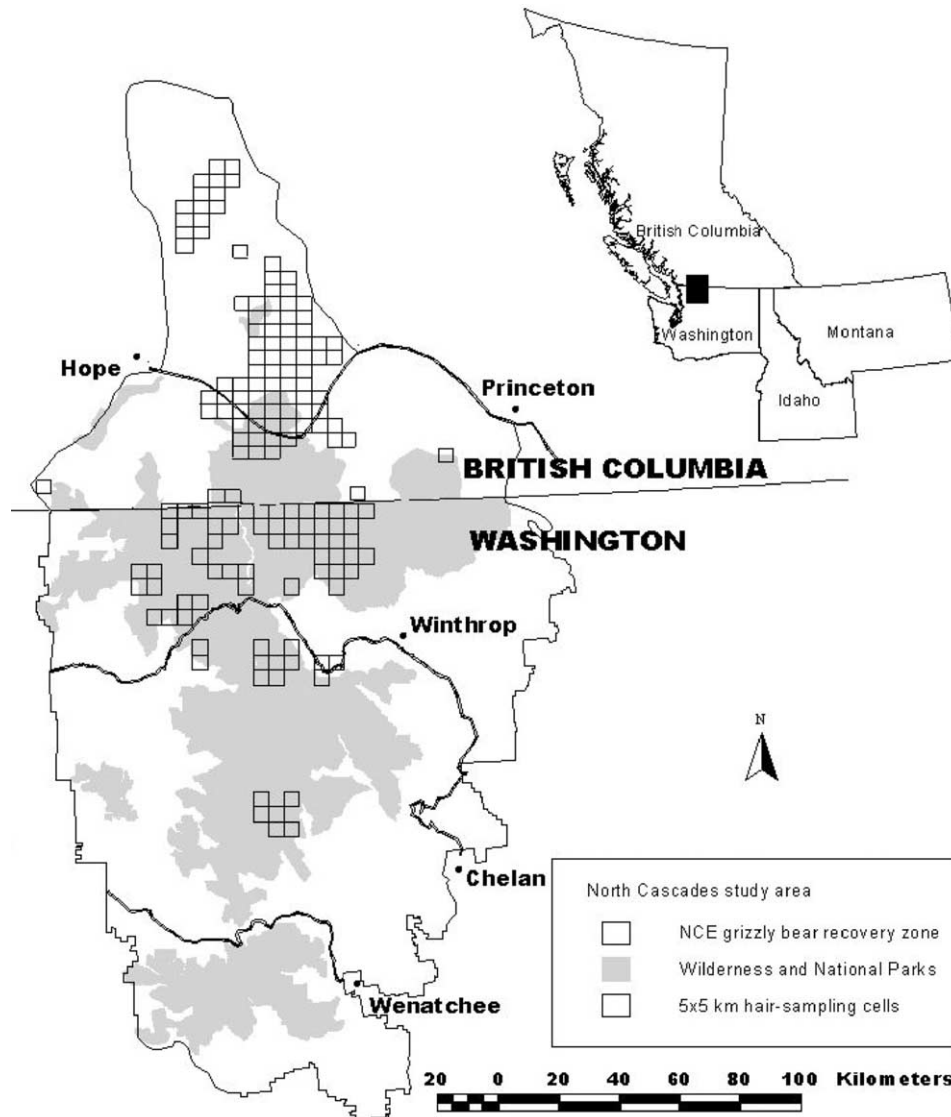 British Columbia
Washington
Montana
Idaho
Hope
Princeton
BRITISH COLUMBIA
WASHINGTON
Winthrop
N
Chelan
Wenatchee
North Cascades study area
NCE grizzly bear recovery zone
Wilderness and National Parks
5x5 km hair-sampling cells
20 0 20 40 60 80 100 Kilometers